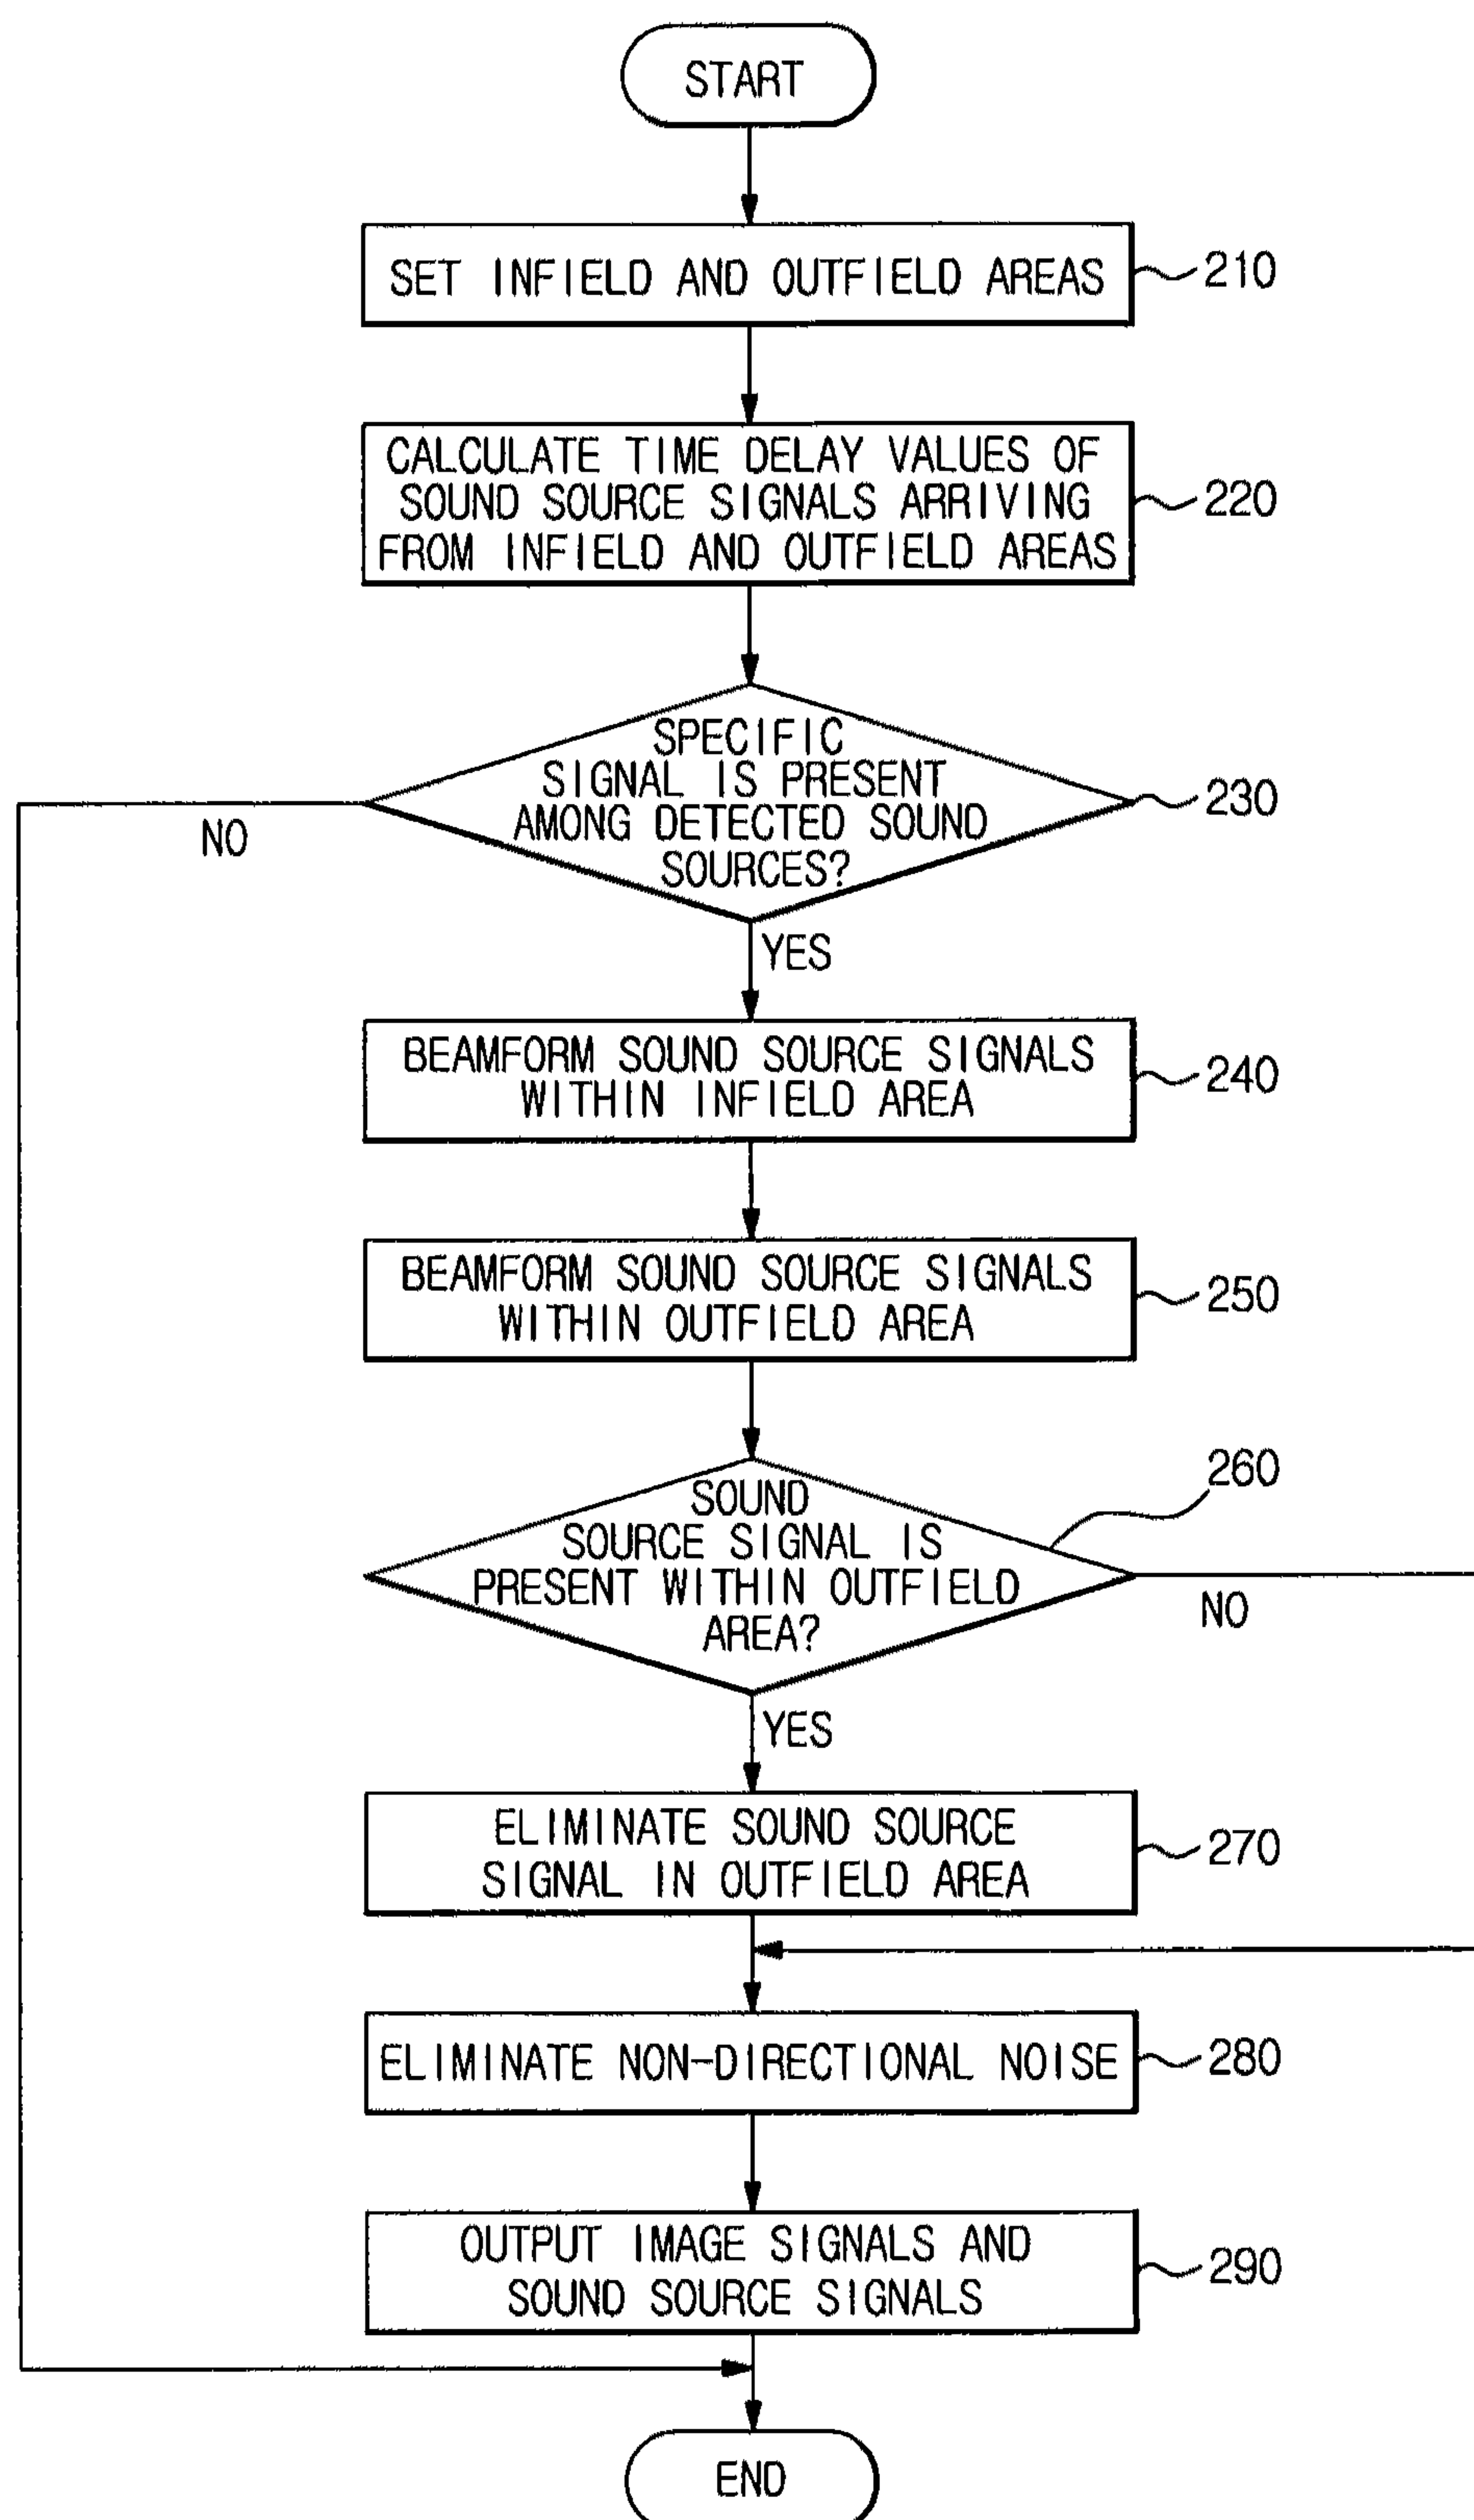 START
SET INFIELD AND OUTFIELD AREAS
210
CALCULATE TIME DELAY VALUES OF
SOUND SOURCE SIGNALS ARRIVING
FROM INFIELD AND OUTFIELD AREAS
220
SPECIFIC
SIGNAL IS PRESENT
AMONG DETECTED SOUND
SOURCES?
230
NO
YES
BEAMFORM SOUND SOURCE SIGNALS
WITHIN INFIELD AREA
240
BEAMFORM SOUND SOURCE SIGNALS
WITHIN OUTFIELD AREA
250
260
SOUND
SOURCE SIGNAL IS
PRESENT WITHIN OUTFIELD
AREA?
NO
YES
ELIMINATE SOUND SOURCE
SIGNAL IN OUTFIELD AREA
270
ELIMINATE NON-DIRECTIONAL NOISE
280
OUTPUT IMAGE SIGNALS AND
SOUND SOURCE SIGNALS
290
END